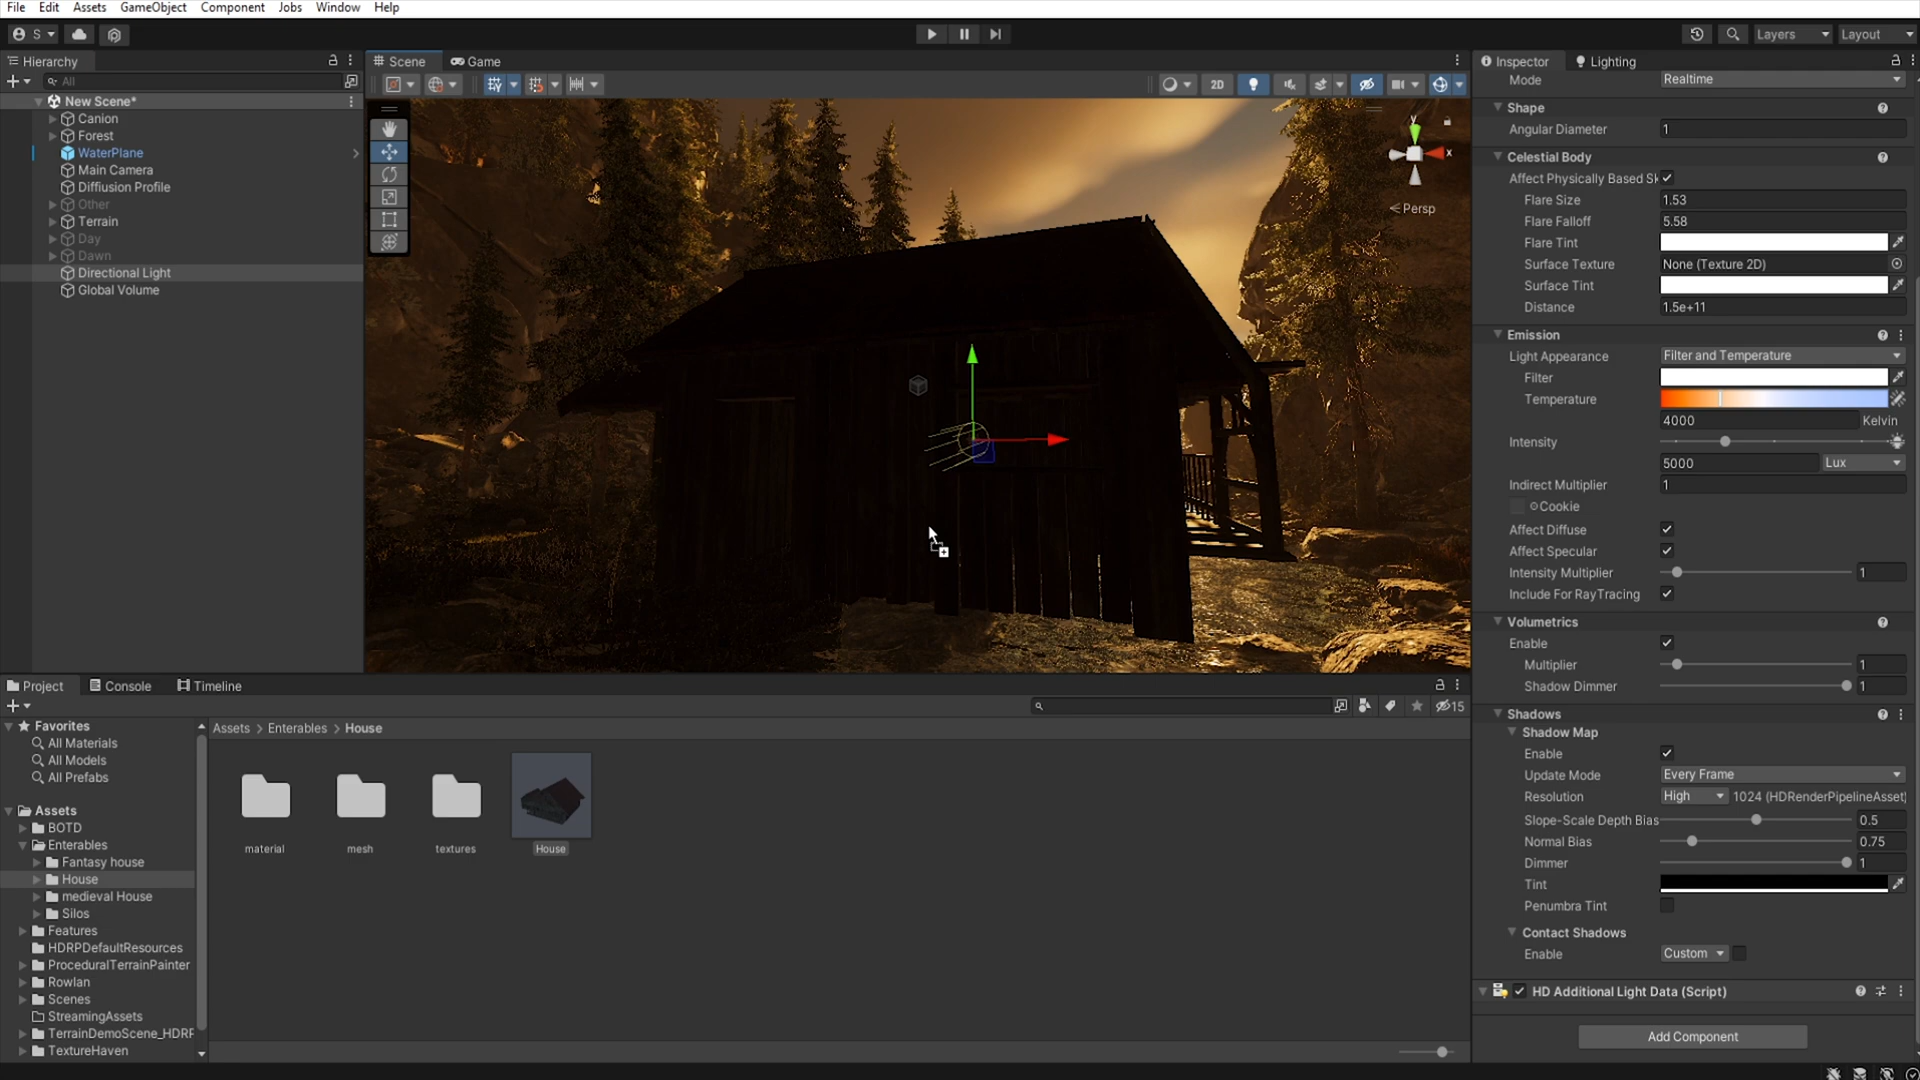 File Edit Assets GameObject Component Jobs Window Help
S
Layers
Layout
Hierarchy
All
New Scene*
Canion
Forest
WaterPlane
Main Camera
Diffusion Profile
Other
Terrain
Day
Dawn
Directional Light
Global Volume
Scene
Game
2D
y
x
Persp
Inspector
Lighting
Mode Realtime
Shape
Angular Diameter 1
Celestial Body
Affect Physically Based Sk
Flare Size 1.53
Flare Falloff 5.58
Flare Tint
Surface Texture None (Texture 2D)
Surface Tint
Distance 1.5e+11
Emission
Light Appearance Filter and Temperature
Filter
Temperature
4000 Kelvin
Intensity
5000 Lux
Indirect Multiplier 1
Cookie
Affect Diffuse
Affect Specular
Intensity Multiplier 1
Include For RayTracing
Volumetrics
Enable
Multiplier 1
Shadow Dimmer 1
Shadows
Shadow Map
Enable
Update Mode Every Frame
Resolution High 1024 (HDRenderPipelineAsset)
Slope-Scale Depth Bias 0.5
Normal Bias 0.75
Dimmer 1
Tint
Penumbra Tint
Contact Shadows
Enable Custom
HD Additional Light Data (Script)
Add Component
Project
Console
Timeline
15
Favorites
All Materials
All Models
All Prefabs
Assets
BOTD
Enterables
Fantasy house
House
medieval House
Silos
Features
HDRPDefaultResources
ProceduralTerrainPainter
Rowlan
Scenes
StreamingAssets
TerrainDemoScene_HDRF
TextureHaven
Assets > Enterables > House
material
mesh
textures
House